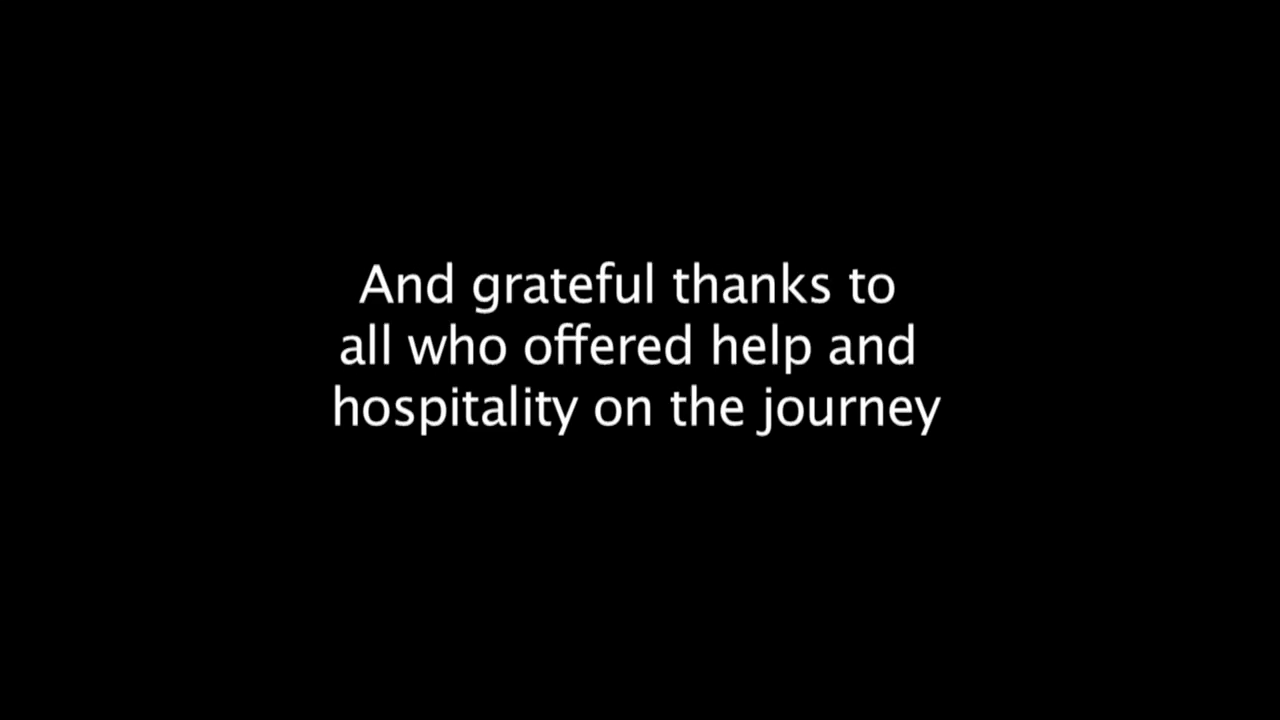 And grateful thanks to
all who offered help and
hospitality on the journey